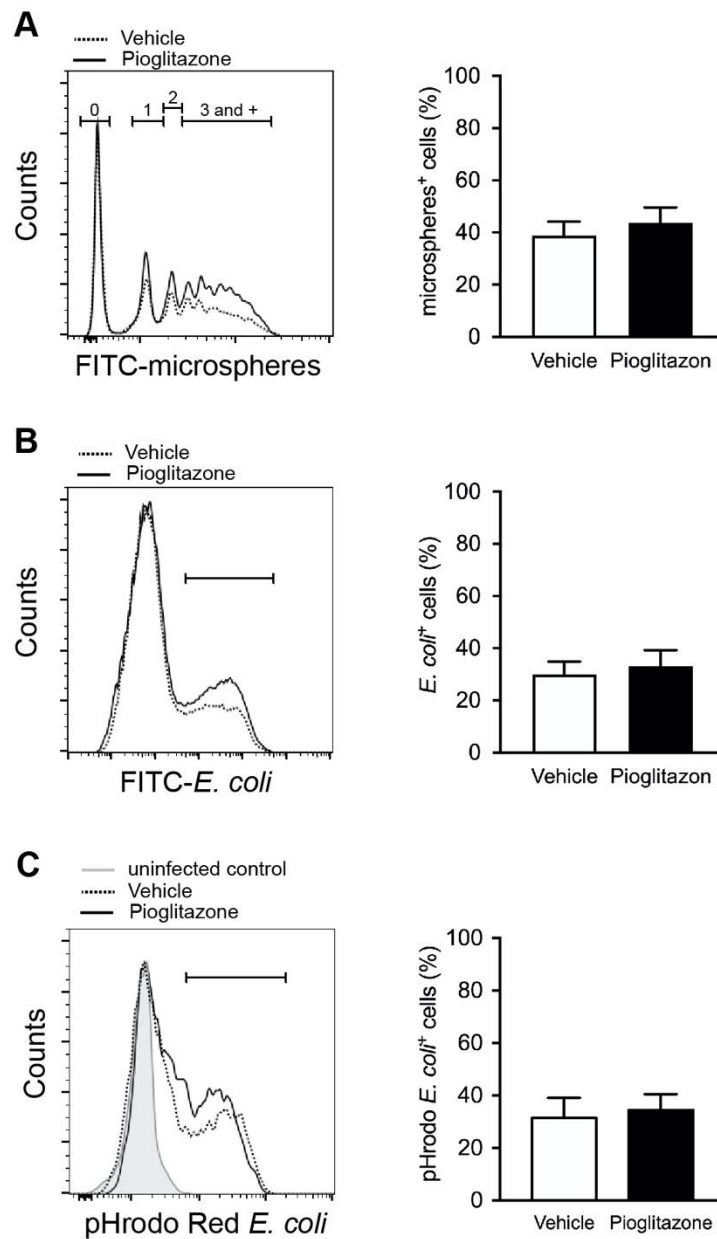 A
Vehicle
Pioglitazone
0
1
2
3 and +
Counts
FITC-microspheres
microspheres+ cells (%)
100
80
60
40
20
0
Vehicle
Pioglitazon
B
Vehicle
Pioglitazone
Counts
FITC-E. coli
E. coli+ cells (%)
100
80
60
40
20
0
Vehicle
Pioglitazon
C
uninfected control
Vehicle
Pioglitazone
Counts
pHrodo Red E. coli
pHrodo E. coli+ cells (%)
100
80
60
40
20
0
Vehicle
Pioglitazon